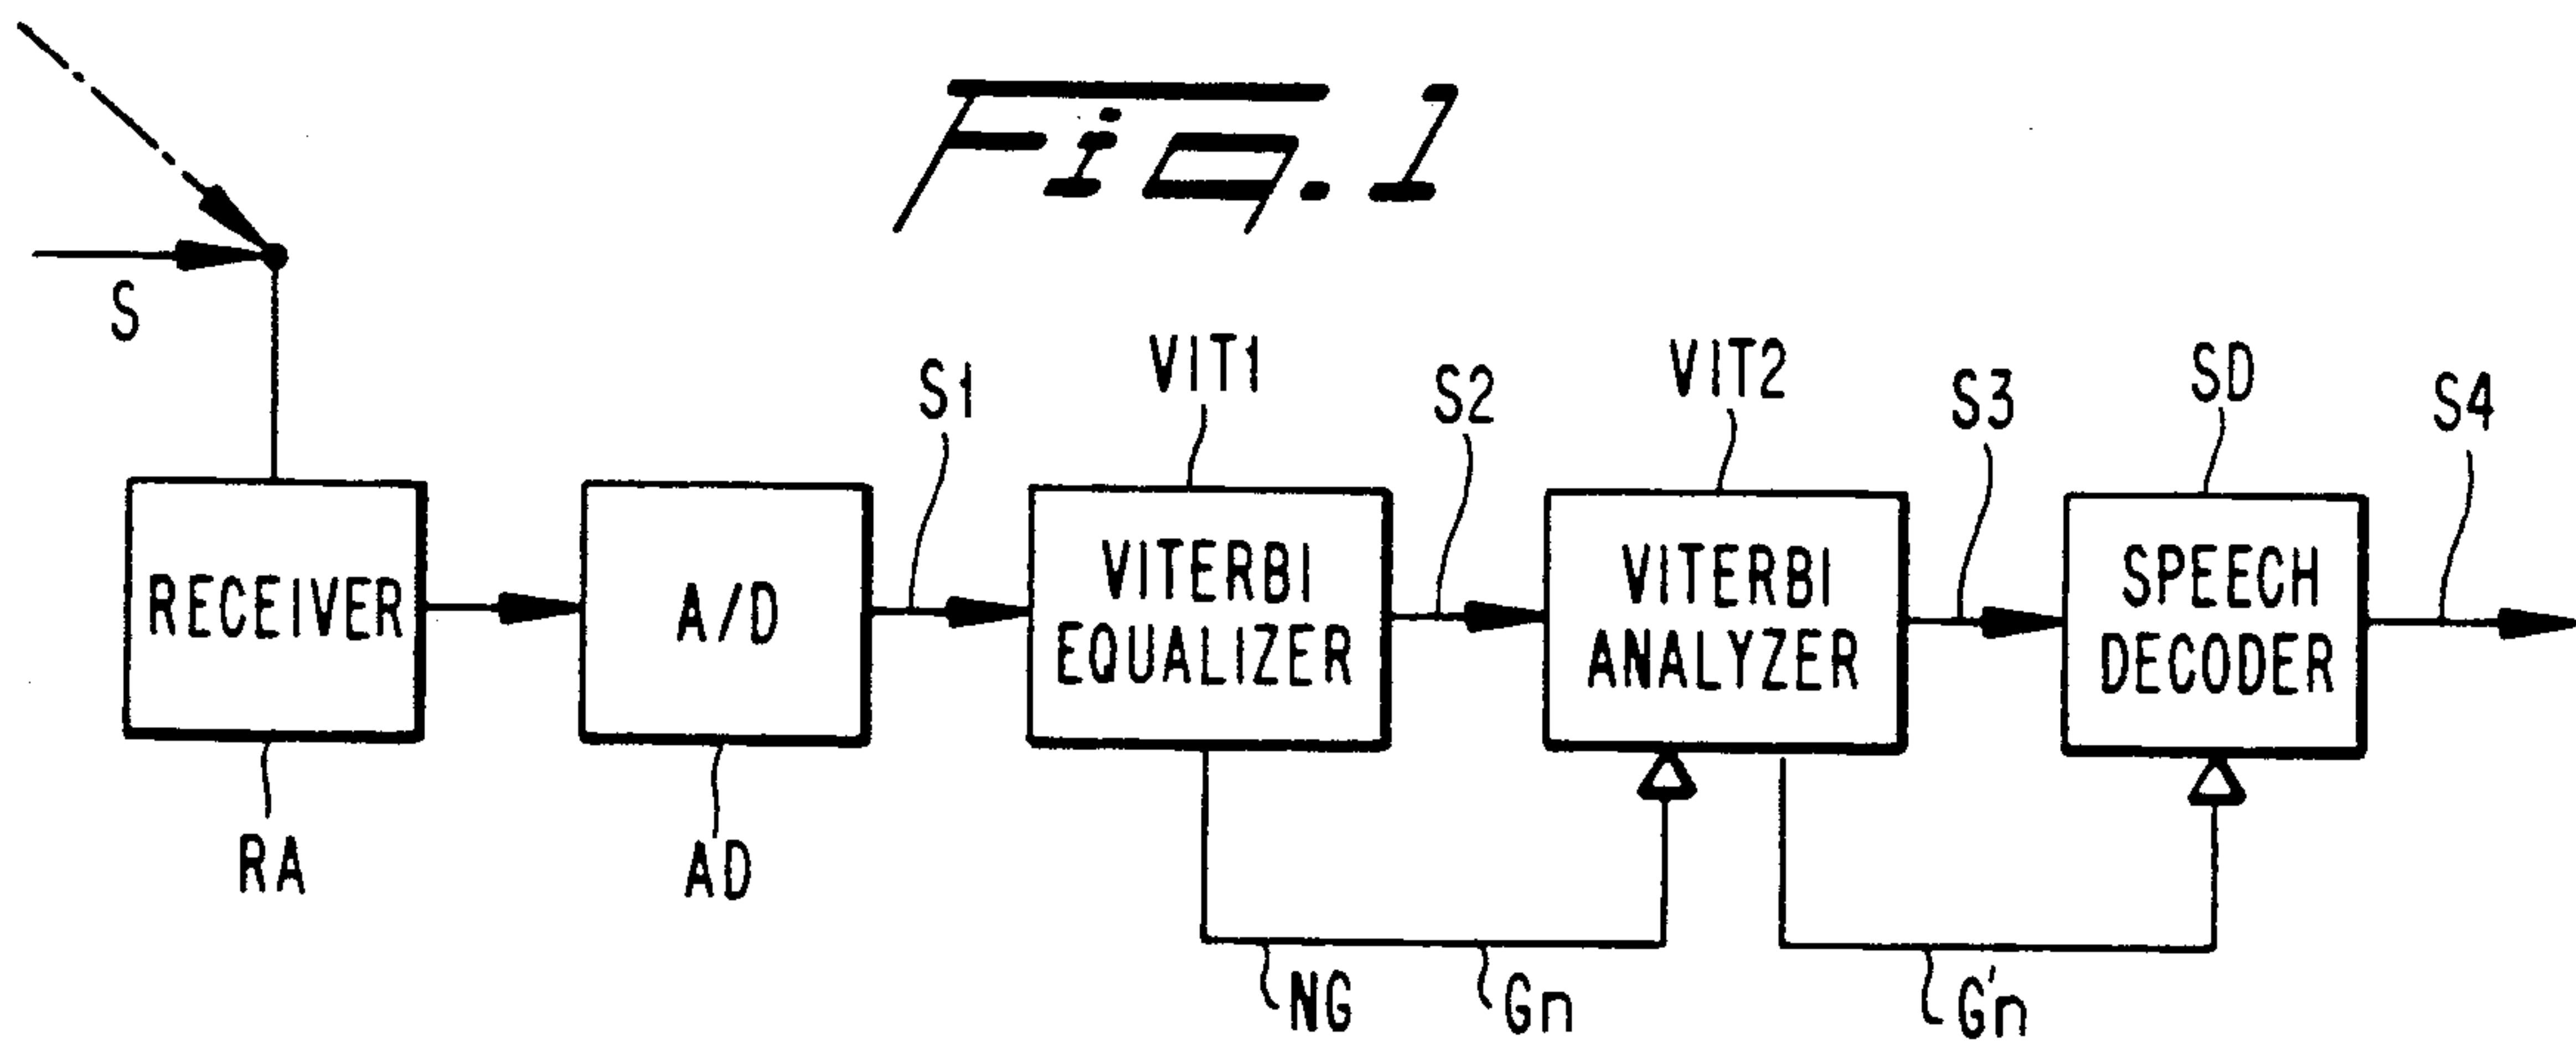 Fig. 1
S
S1
VIT1
S2
VIT2
S3
SD
S4
RECEIVER
A/D
VITERBI
EQUALIZER
VITERBI
ANALYZER
SPEECH
DECODER
RA
AD
NG
Gn
G'n